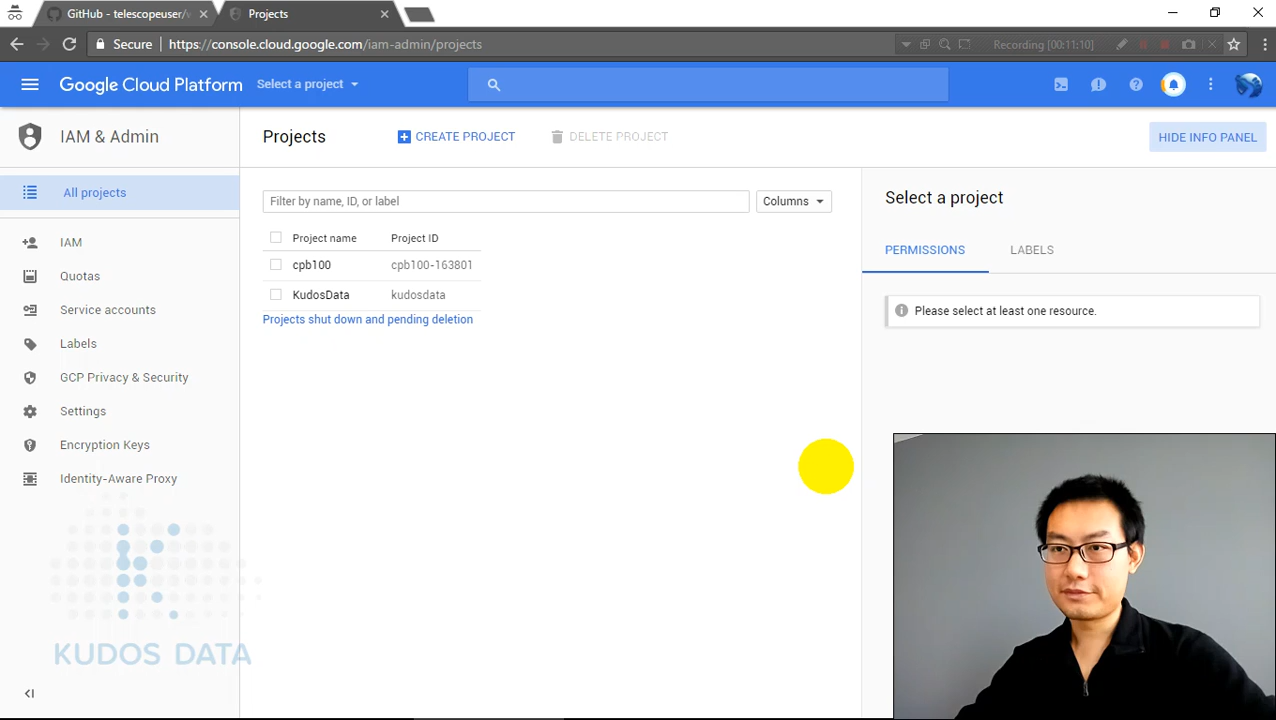 GitHub - telescopeuser/
Projects
Secure
https://console.cloud.google.com/iam-admin/projects
Recording [00:11:10]
Google Cloud Platform
Select a project
IAM & Admin
Projects
CREATE PROJECT
DELETE PROJECT
HIDE INFO PANEL
All projects
IAM
Quotas
Service accounts
Labels
GCP Privacy & Security
Settings
Encryption Keys
Identity-Aware Proxy
Filter by name, ID, or label
Columns
Project name Project ID
cpb100 cpb100-163801
KudosData kudosdata
Projects shut down and pending deletion
Select a project
PERMISSIONS LABELS
Please select at least one resource.
KUDOS DATA